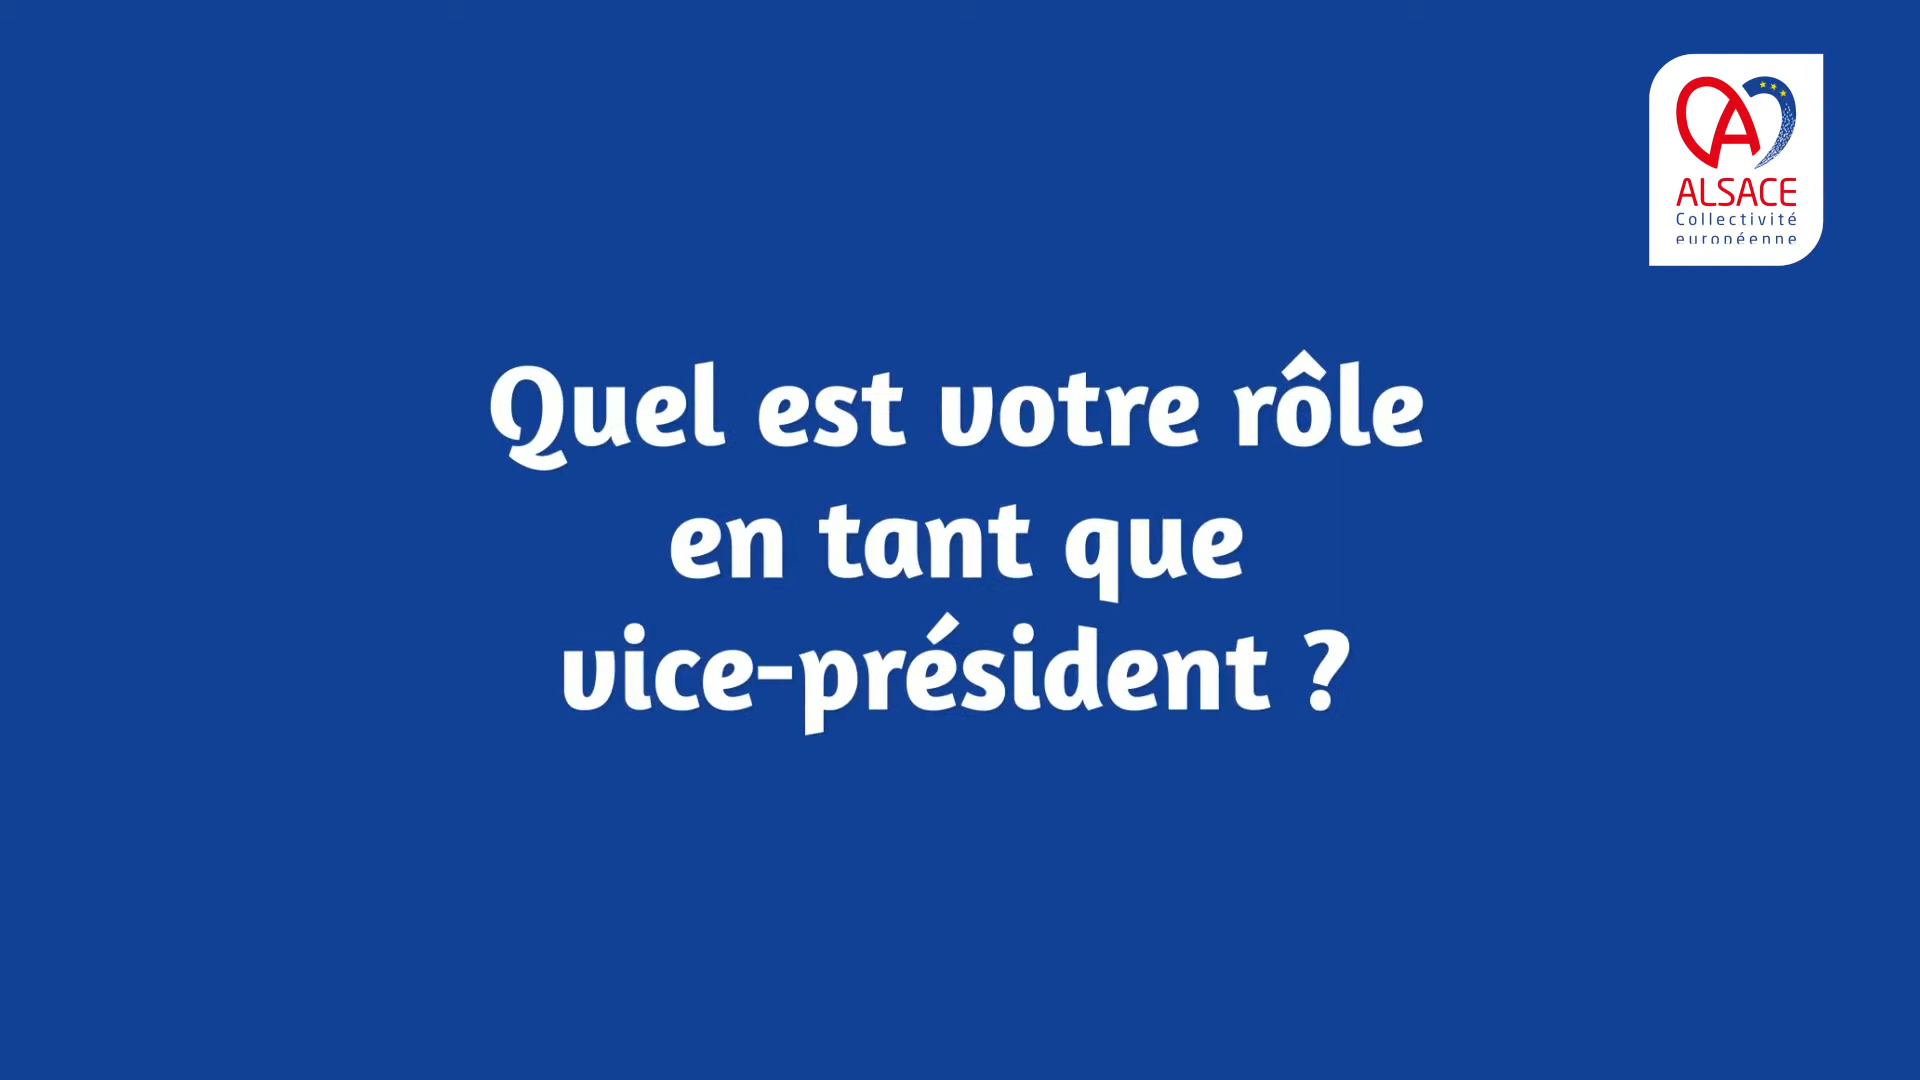 ALSACE
Collectivité
européenne
Quel est votre rôle
en tant que
vice-président ?